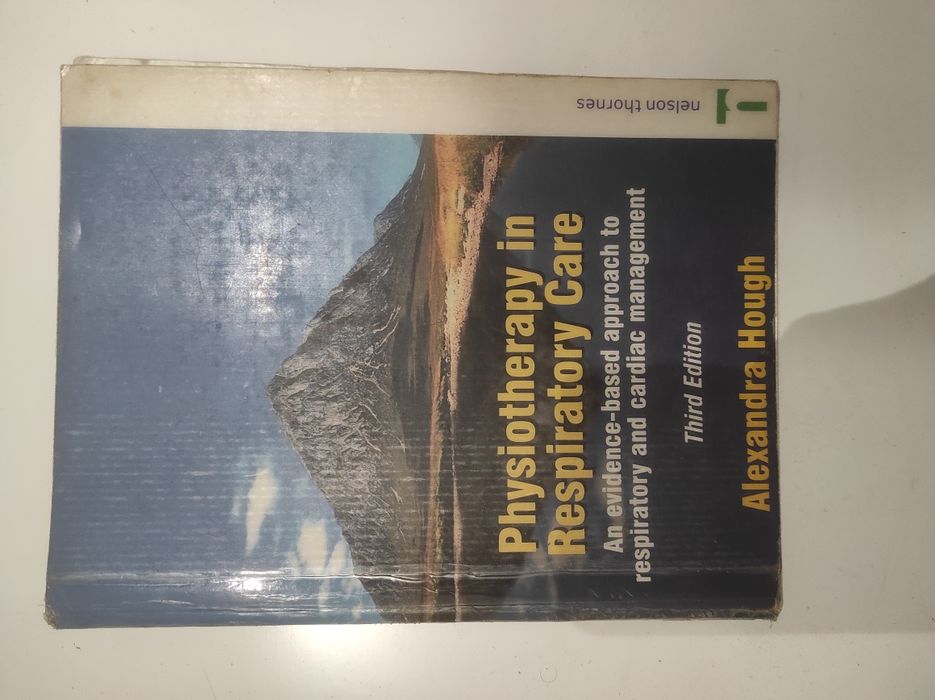 Physiotherapy in
Respiratory Care
An evidence-based approach to
respiratory and cardiac management
Third Edition
Alexandra Hough
nelson thornes